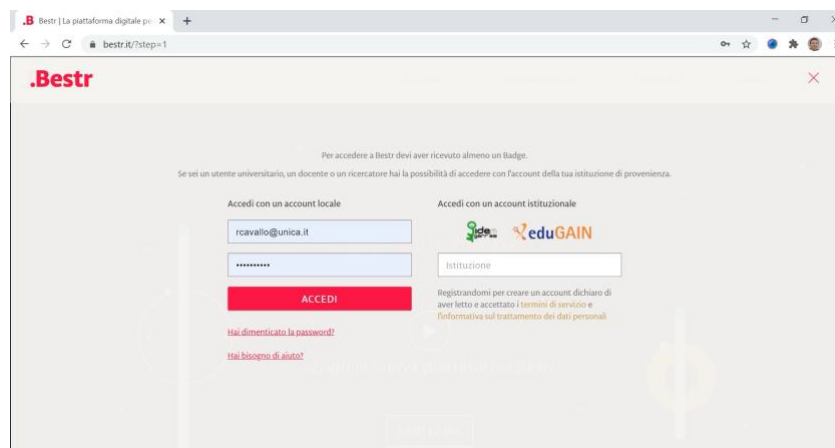 .B Bestr | La piattaforma digitale pe
bestr.it/?step=1
.Bestr
Per accedere a Bestr devi aver ricevuto almeno un Badge.
Se sei un utente universitario, un docente o un ricercatore hai la possibilità di accedere con l'account della tua istituzione di provenienza.
Accedi con un account locale
rcavallo@unica.it
••••••••••
ACCEDI
Hai dimenticato la password?
Hai bisogno di aiuto?
Accedi con un account istituzionale
eduGAIN
Istituzione
Registrandomi per creare un account dichiaro di
aver letto e accettato i termini di servizio e
l'informativa sul trattamento dei dati personali